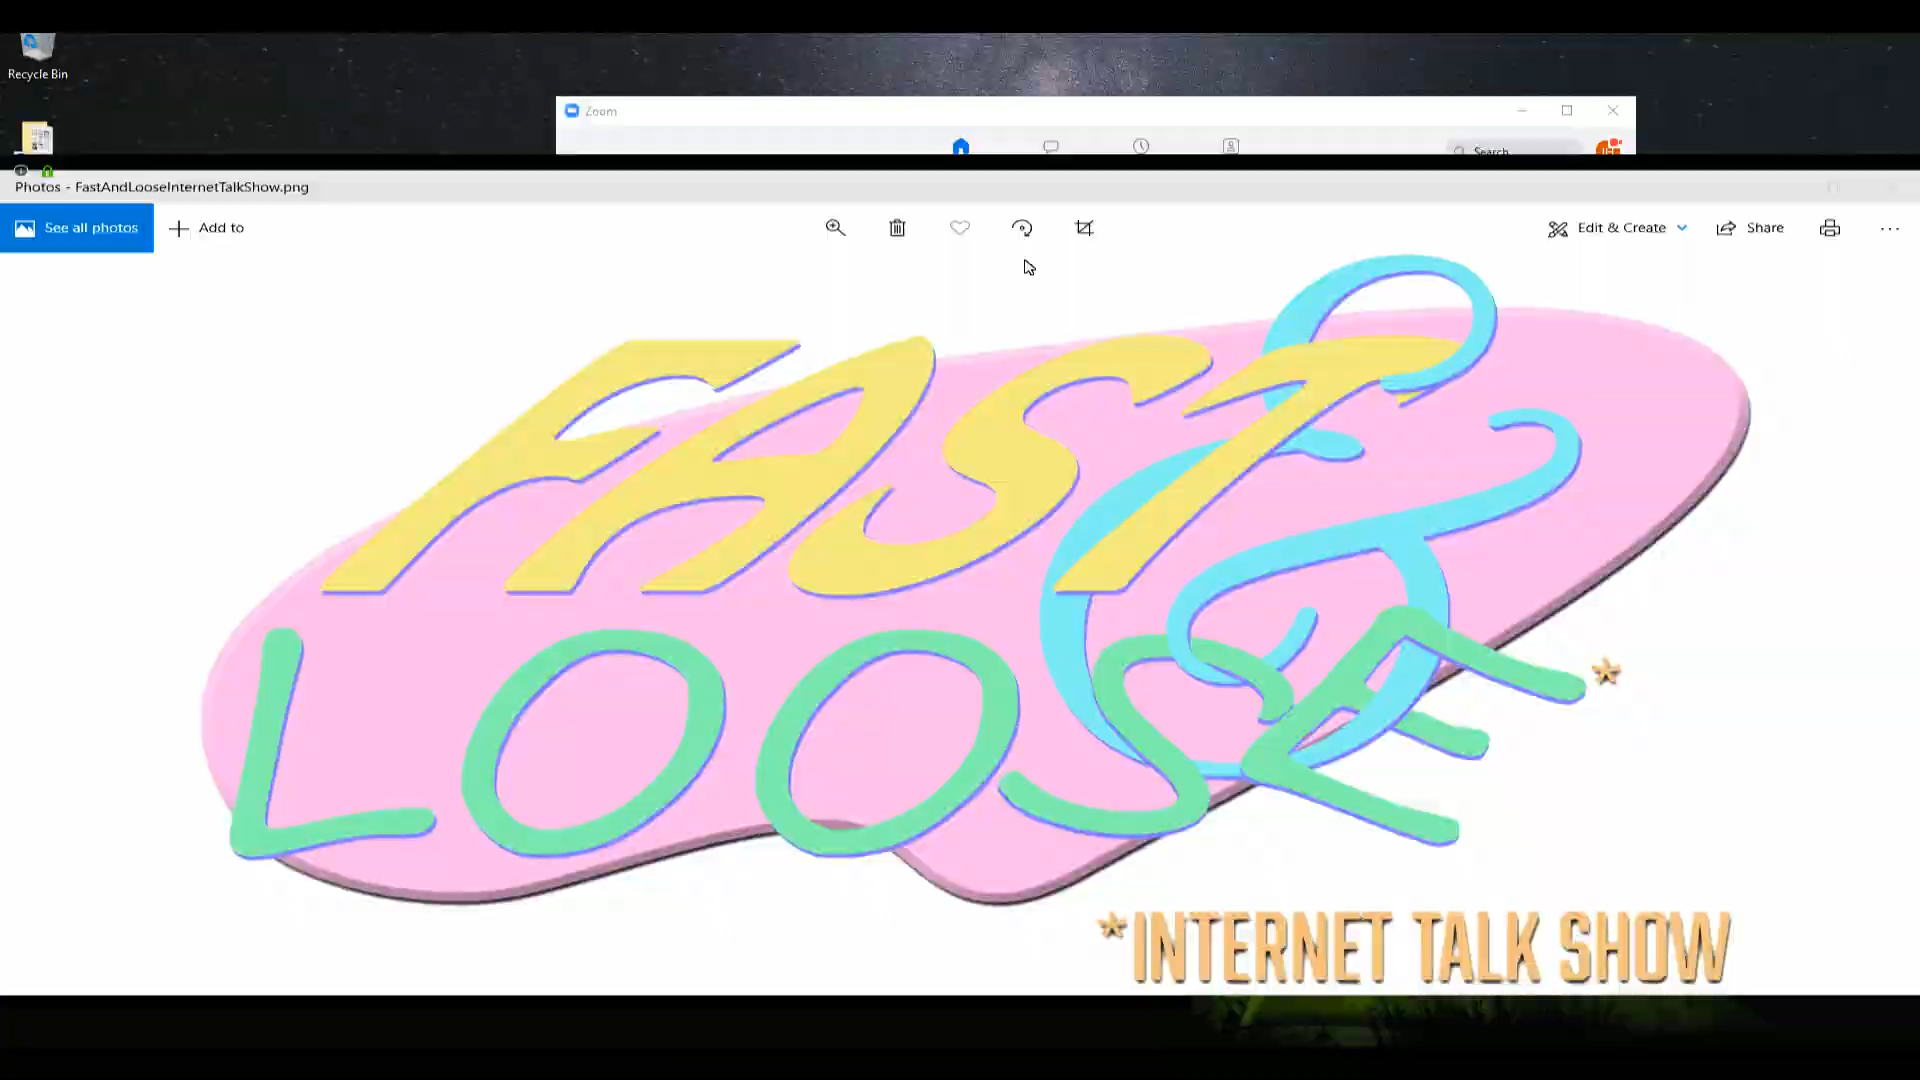 Recycle Bin
Zoom
Search
Photos - FastAndLooseInternetTalkShow.png
See all photos
Add to
Edit & Create
Share
...
FAST &
LOOSE*
*INTERNET TALK SHOW